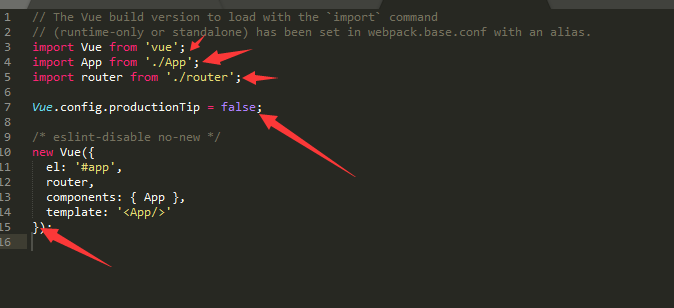 1 // The Vue build version to load with the `import` command
2 // (runtime-only or standalone) has been set in webpack.base.conf with an alias.
3 import Vue from 'vue';
4 import App from './App';
5 import router from './router';
6
7 Vue.config.productionTip = false;
8
9 /* eslint-disable no-new */
10 new Vue({
11 el: '#app',
12 router,
13 components: { App },
14 template: '<App/>'
15 });
16